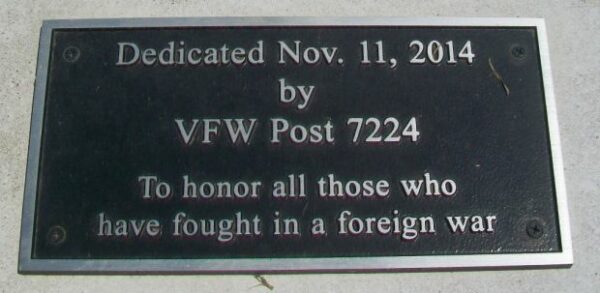 Dedicated Nov. 11, 2014
by
VFW Post 7224
To honor all those who
have fought in a foreign war